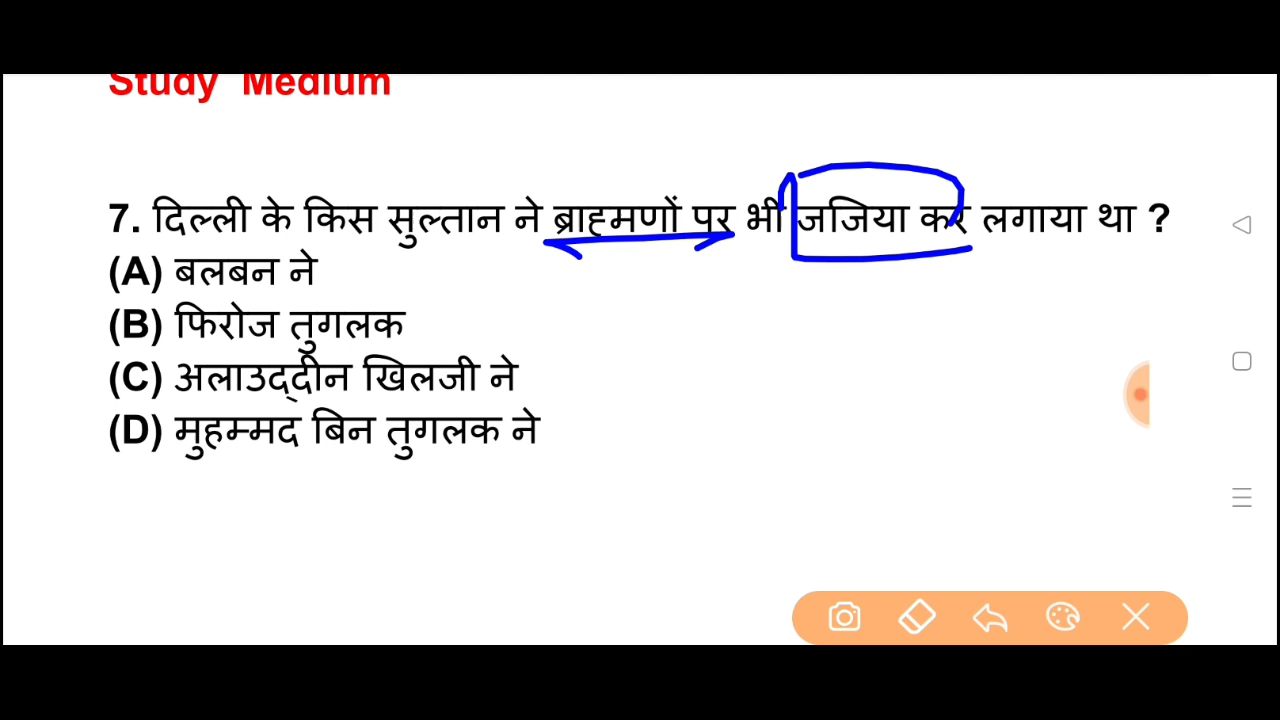 Study Medium
7. दिल्ली के किस सुल्तान ने ब्राह्मणों पर भी जजिया कर लगाया था ?
(A) बलबन ने
(B) फिरोज तुगलक
(C) अलाउद्दीन खिलजी ने
(D) मुहम्मद बिन तुगलक ने